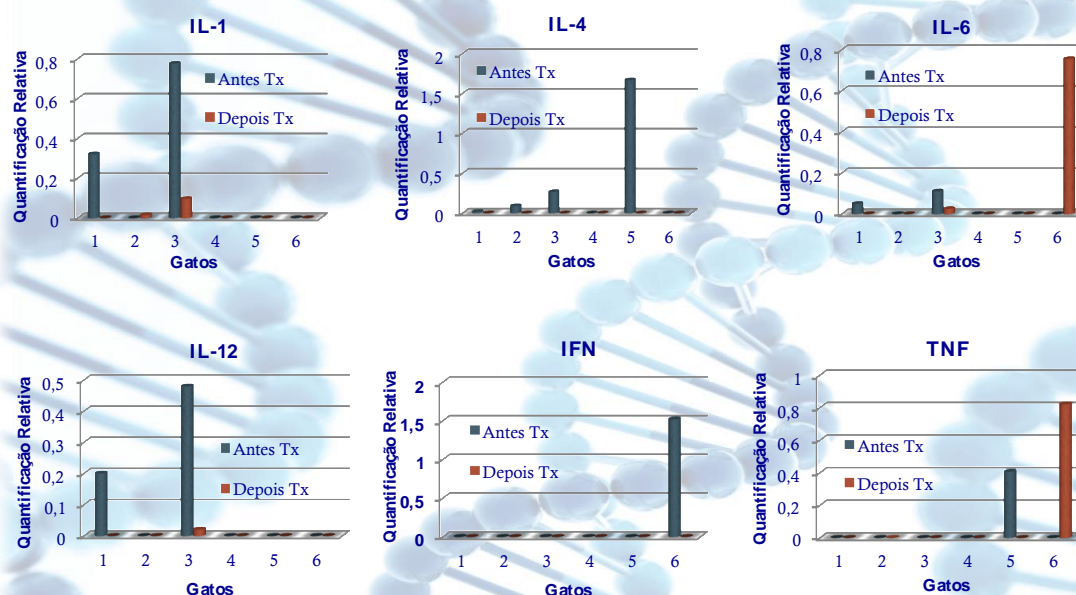 IL-1
Quantificação Relativa
0,8
0,6
0,4
0,2
0
Antes Tx
Depois Tx
1 2 3 4 5 6
Gatos
IL-4
Quantificação Relativa
2
1,5
1
0,5
0
Antes Tx
Depois Tx
1 2 3 4 5 6
Gatos
IL-6
Quantificação Relativa
0,8
0,6
0,4
0,2
0
Antes Tx
Depois Tx
1 2 3 4 5 6
Gatos
IL-12
Quantificação Relativa
0,5
0,4
0,3
0,2
0,1
0
Antes Tx
Depois Tx
1 2 3 4 5 6
Gatos
IFN
Quantificação Relativa
2
1,5
1
0,5
0
Antes Tx
Depois Tx
1 2 3 4 5 6
Gatos
TNF
Quantificação Relativa
1
0,8
0,6
0,4
0,2
0
Antes Tx
Depois Tx
1 2 3 4 5 6
Gatos